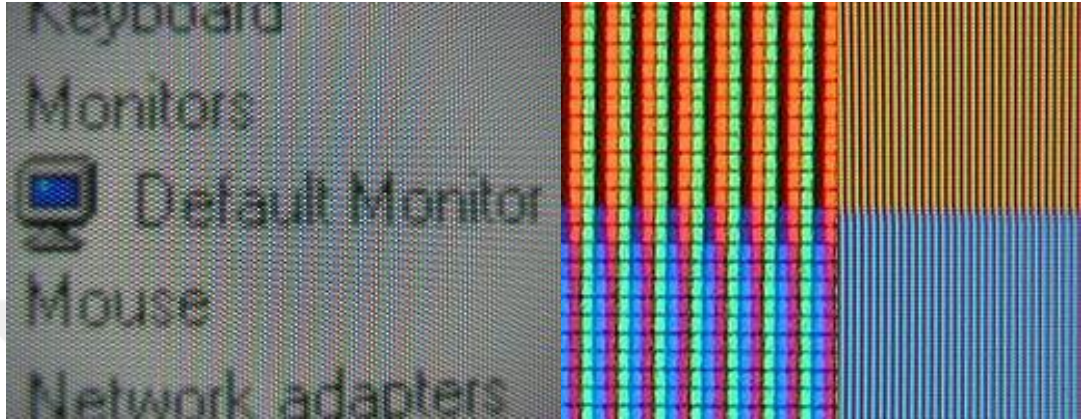 Keyboard
Monitors
Default Monitor
Mouse
Network adapters